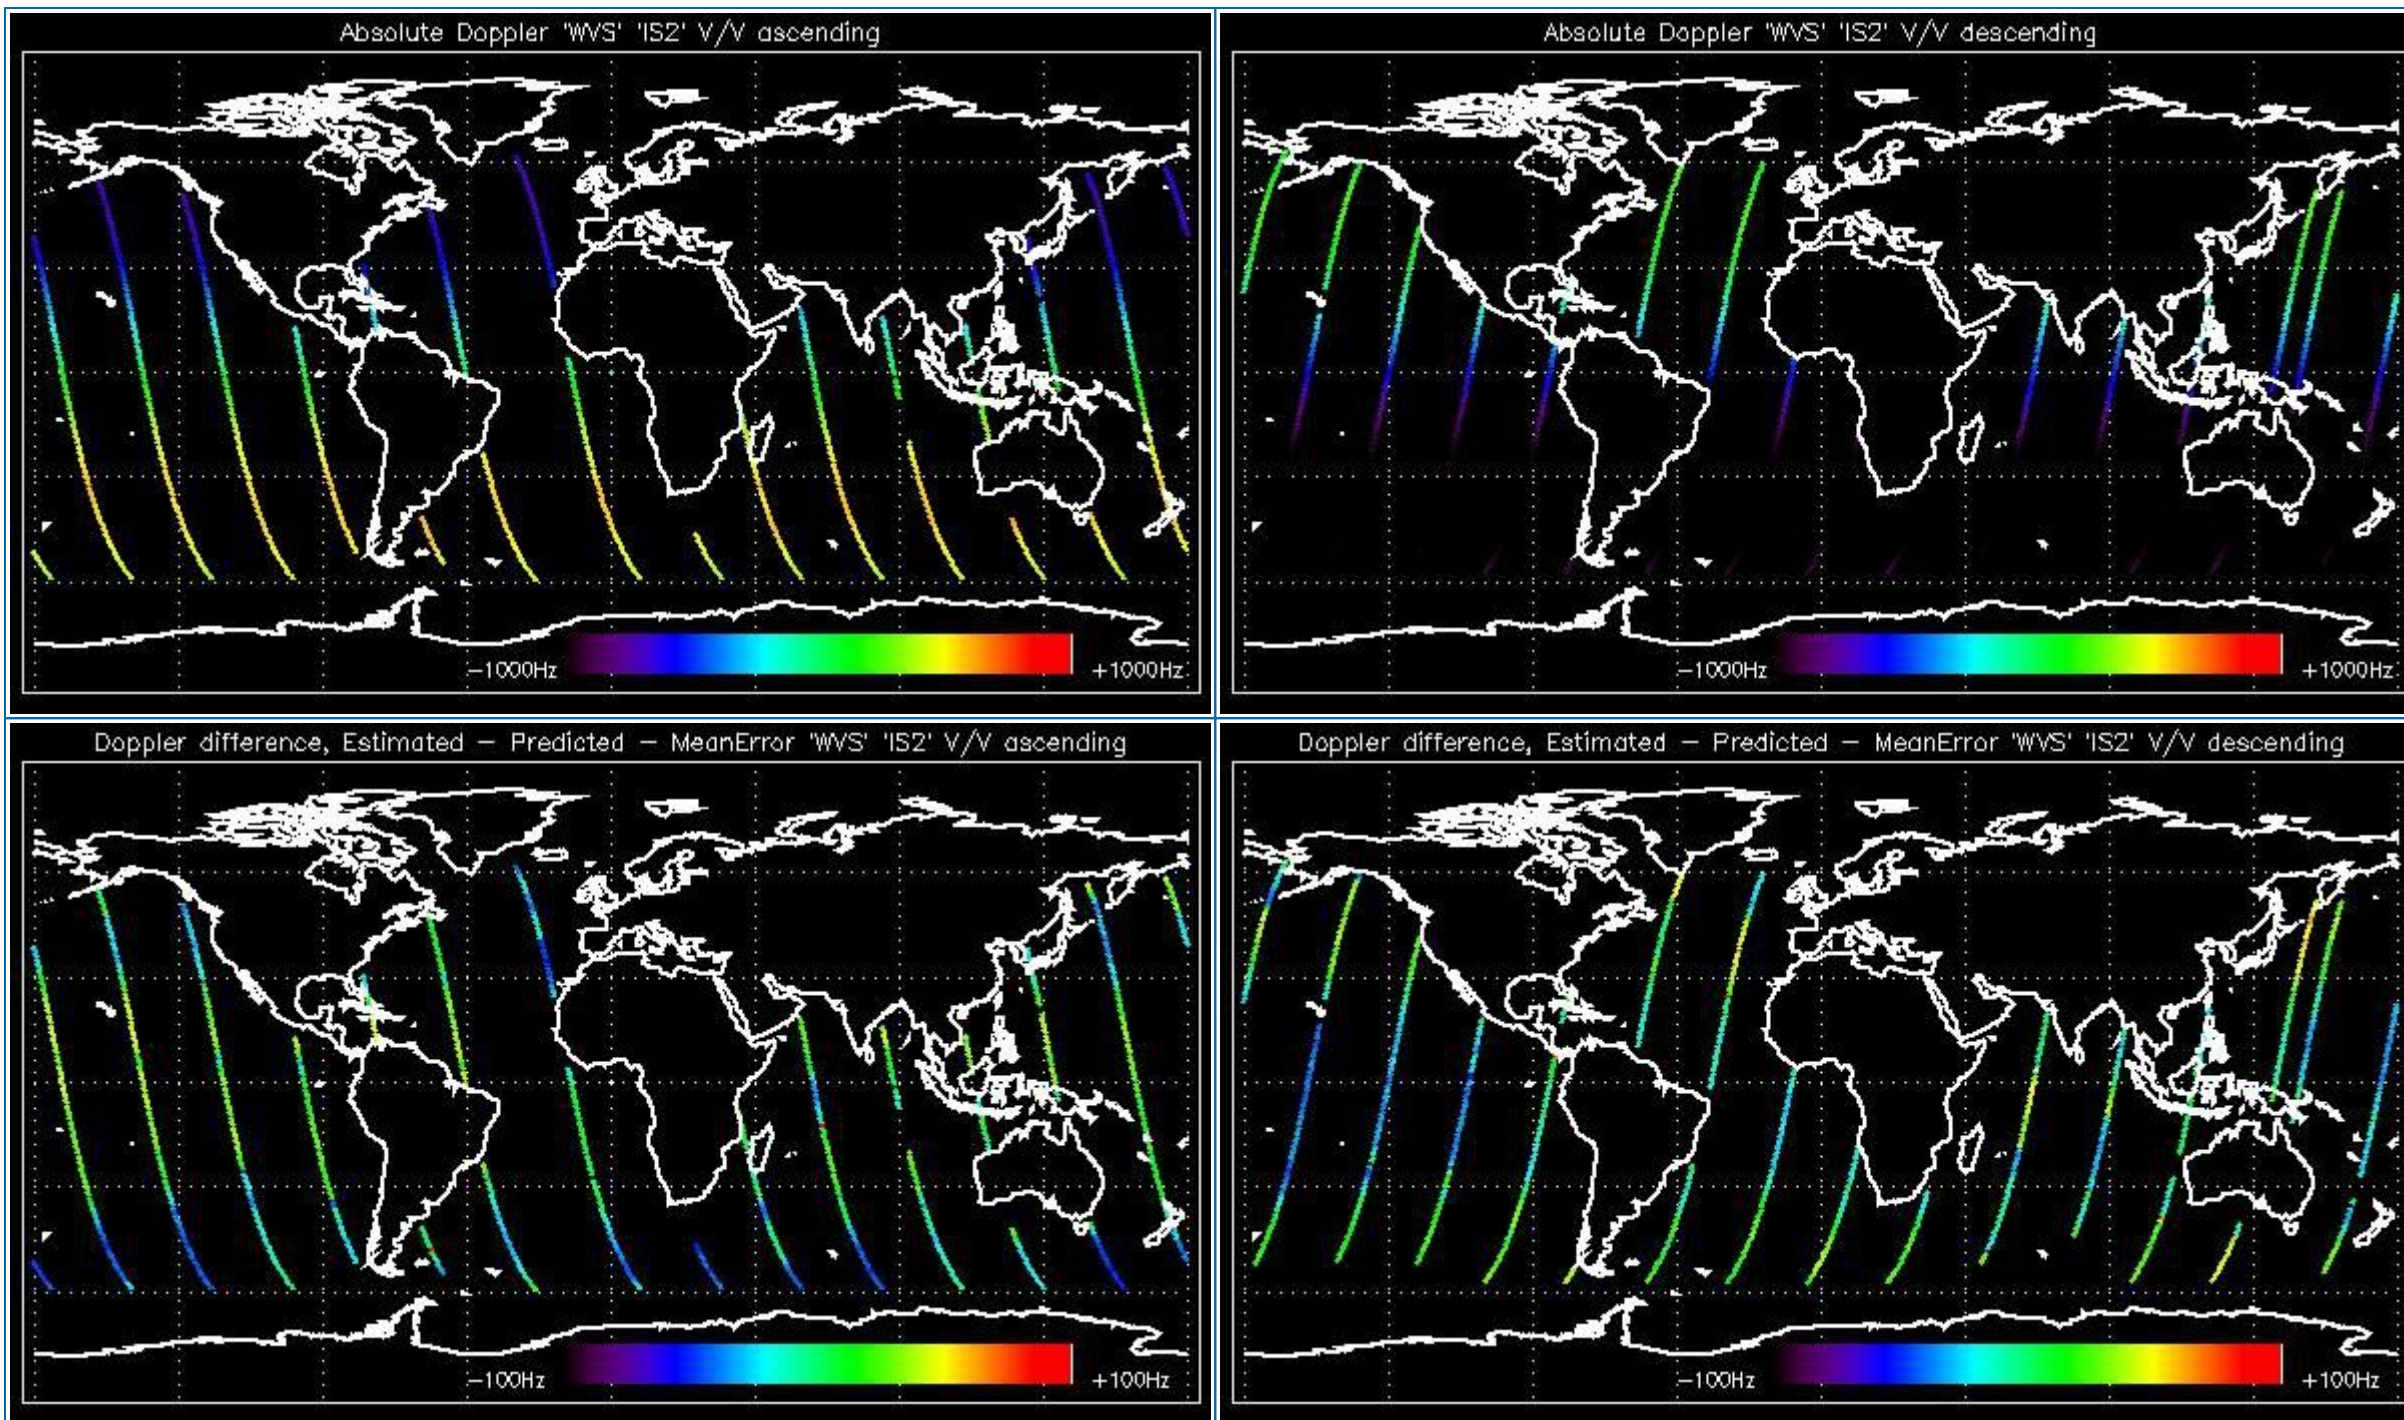 Absolute Doppler 'WVS' 'IS2' V/V ascending
-1000Hz
+1000Hz
Absolute Doppler 'WVS' 'IS2' V/V descending
-1000Hz
+1000Hz
Doppler difference, Estimated - Predicted - MeanError 'WVS' 'IS2' V/V ascending
-100Hz
+100Hz
Doppler difference, Estimated - Predicted - MeanError 'WVS' 'IS2' V/V descending
-100Hz
+100Hz